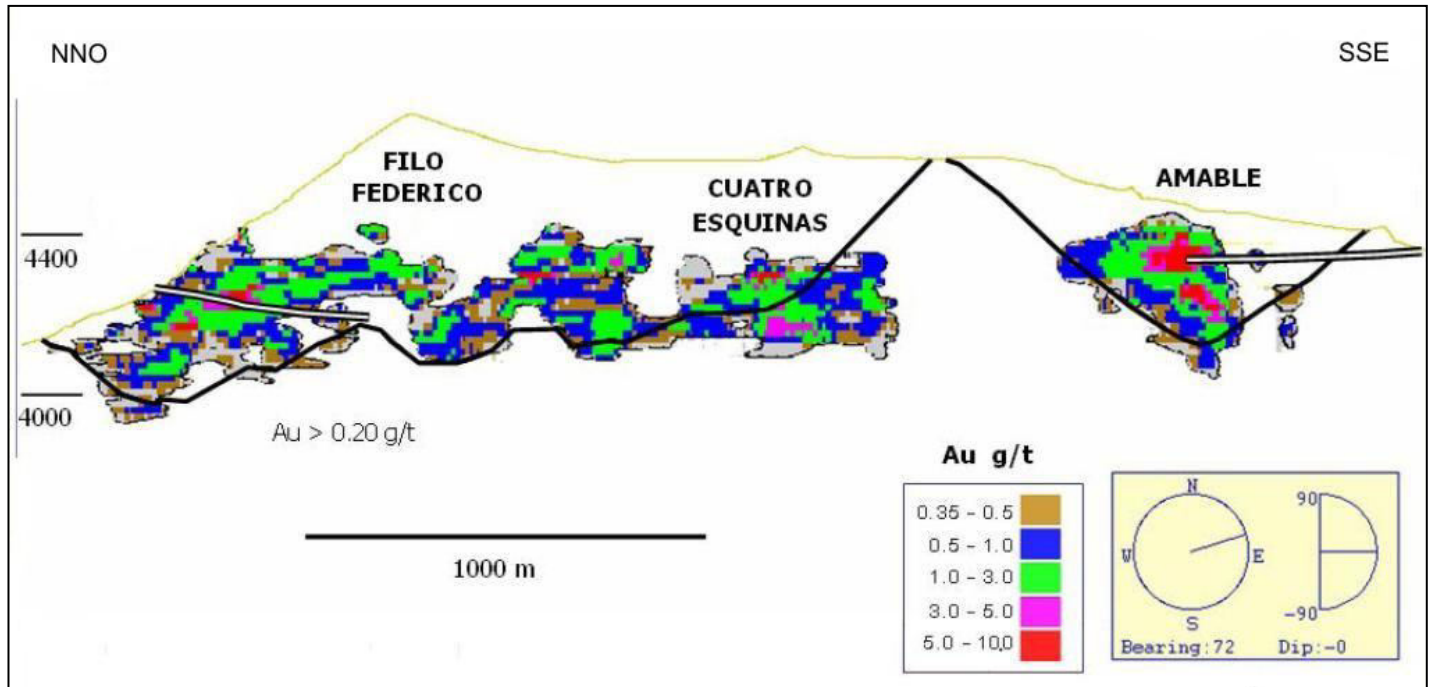 NNO
SSE
FILO
FEDERICO
CUATRO
ESQUINAS
AMABLE
4400
4000
Au > 0.20 g/t
1000 m
Au g/t
0.35 - 0.5
0.5 - 1.0
1.0 - 3.0
3.0 - 5.0
5.0 - 10,0
N
W
E
S
90
-90
Bearing:72 Dip:-0